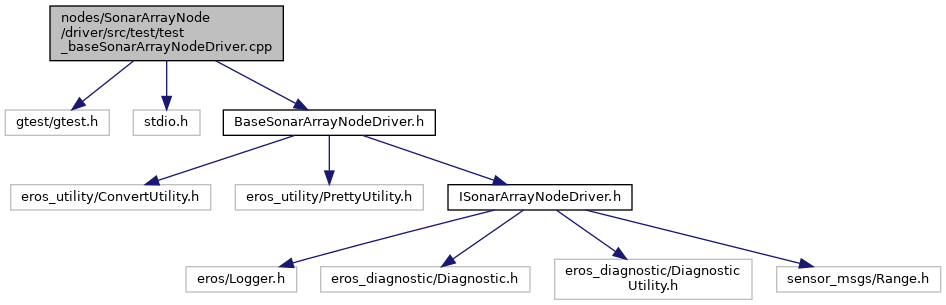 nodes/SonarArrayNode
/driver/src/test/test
_baseSonarArrayNodeDriver.cpp
gtest/gtest.h
stdio.h
BaseSonarArrayNodeDriver.h
eros_utility/ConvertUtility.h
eros_utility/PrettyUtility.h
ISonarArrayNodeDriver.h
eros/Logger.h
eros_diagnostic/Diagnostic.h
eros_diagnostic/Diagnostic
Utility.h
sensor_msgs/Range.h